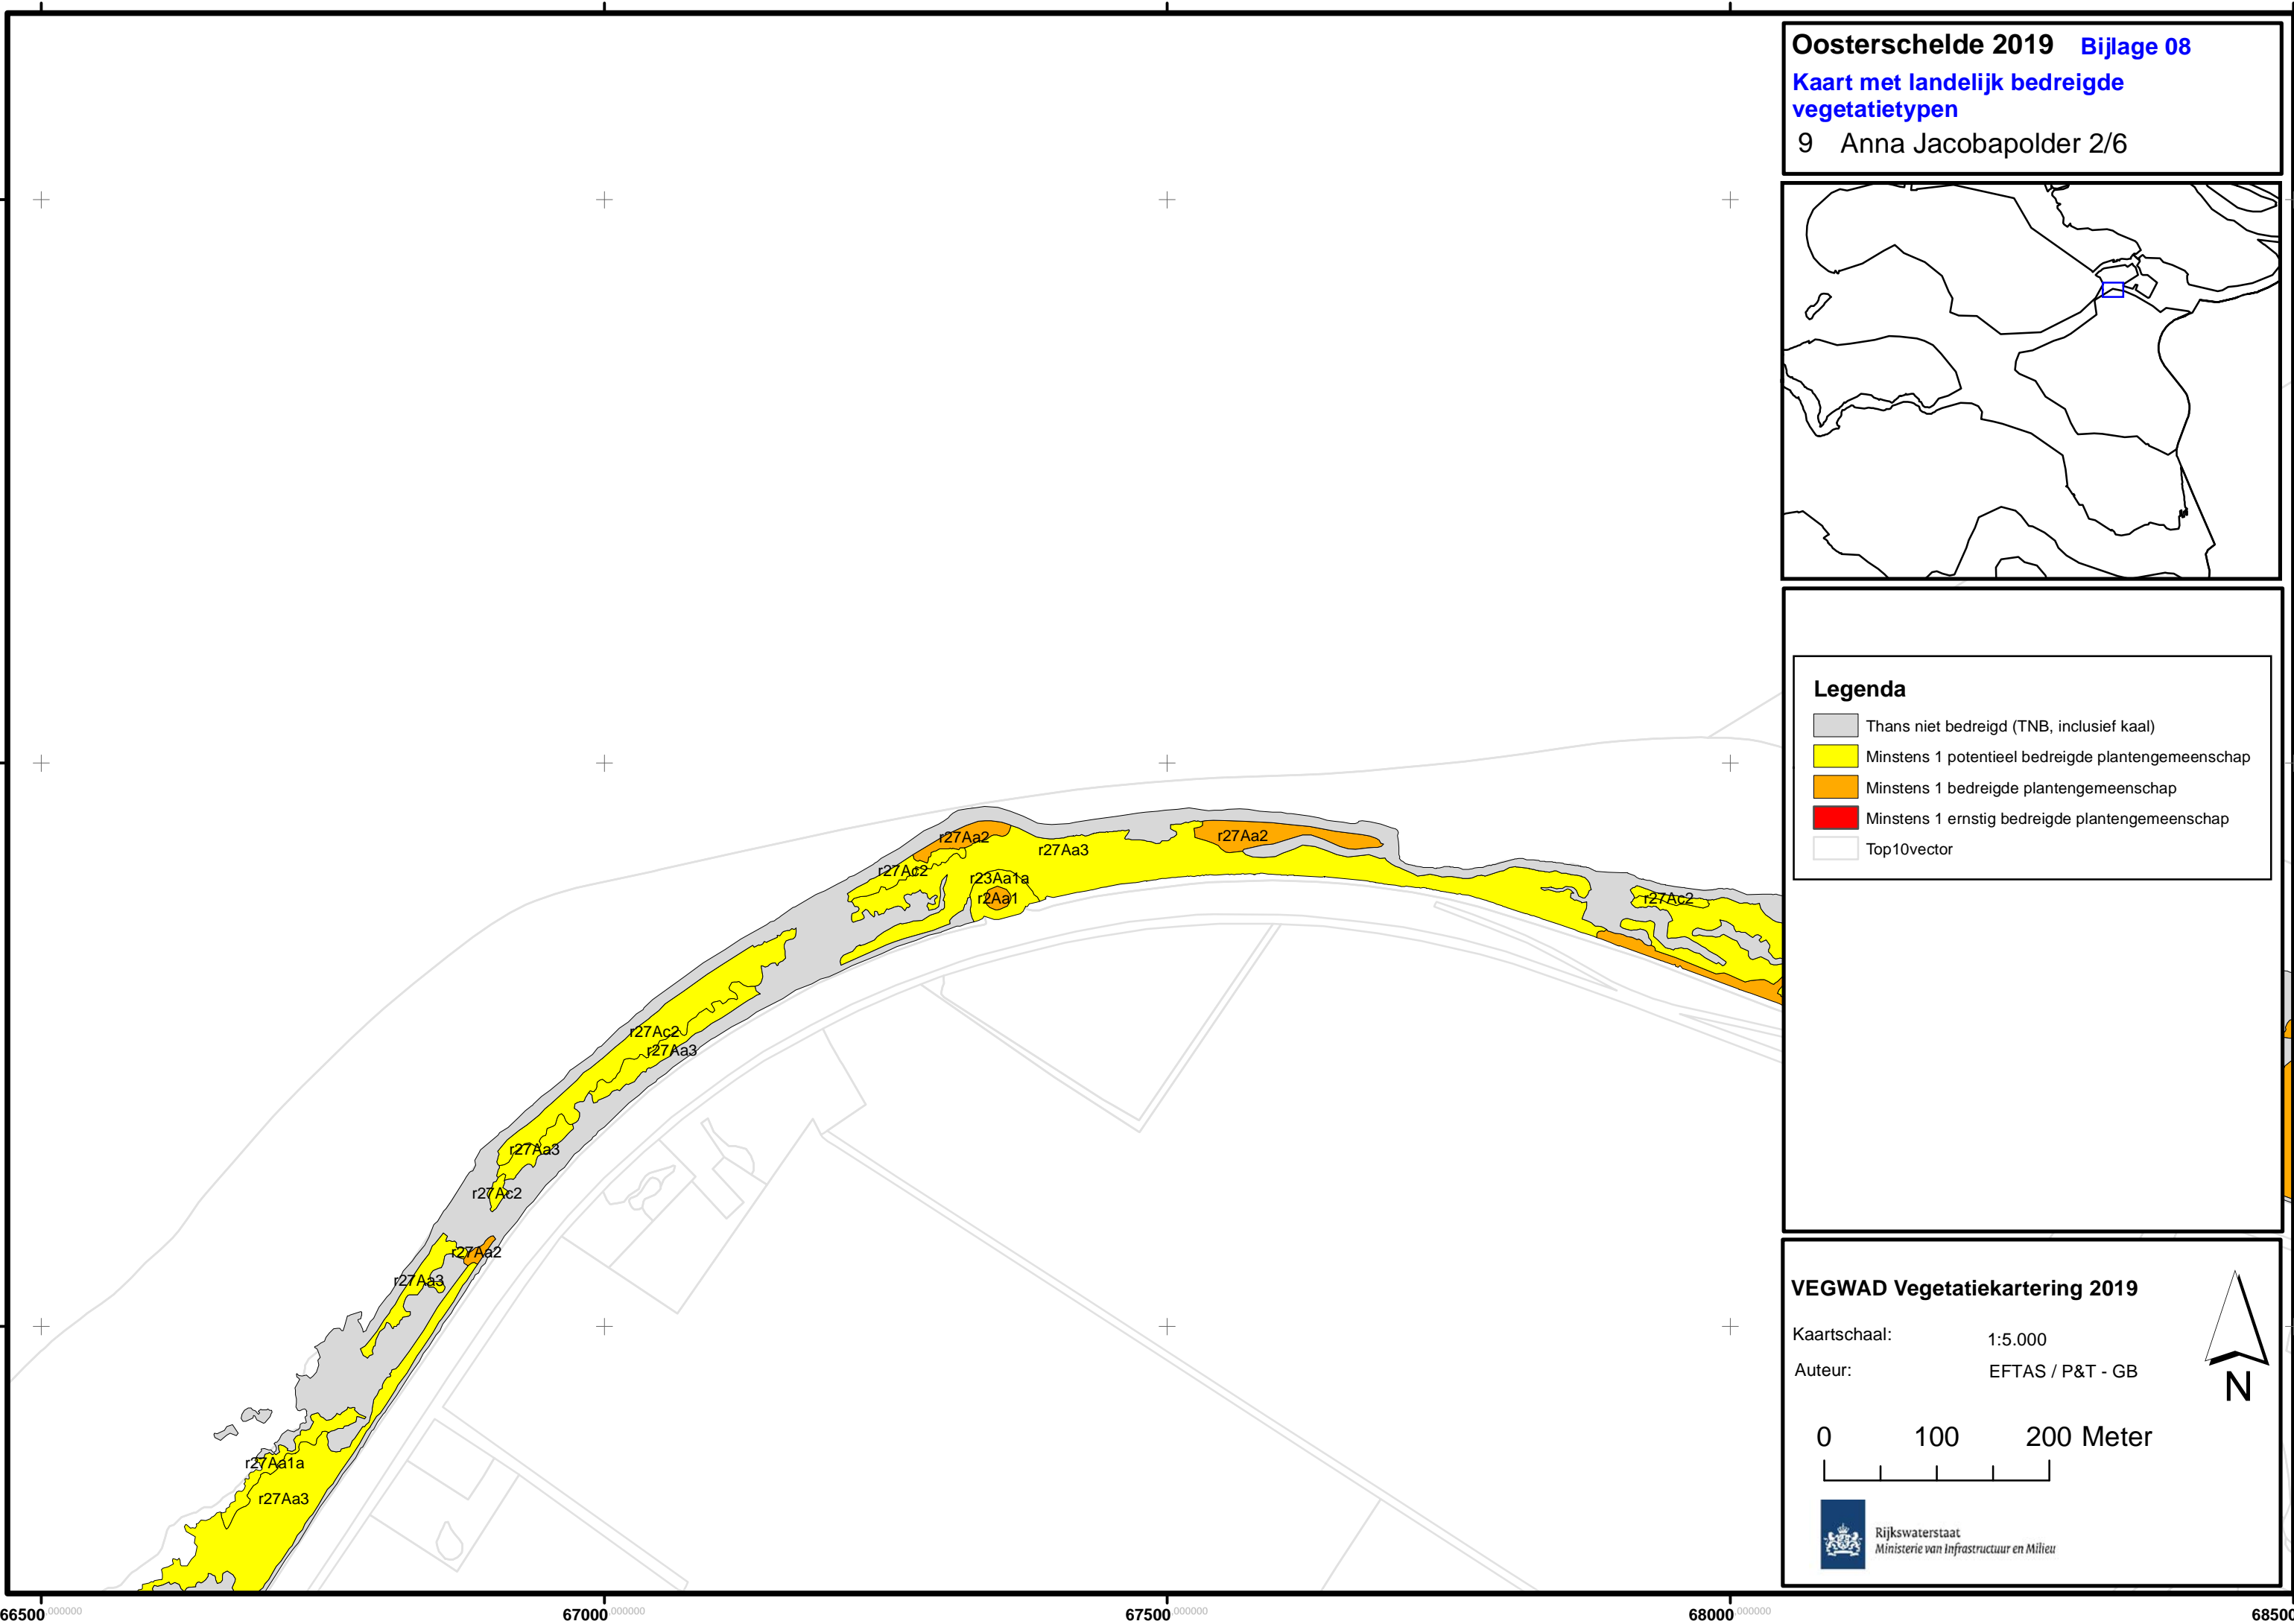 Oosterschelde 2019 Bijlage 08
Kaart met landelijk bedreigde
vegetatietypen
9 Anna Jacobapolder 2/6
Legenda
Thans niet bedreigd (TNB, inclusief kaal)
Minstens 1 potentieel bedreigde plantengemeenschap
Minstens 1 bedreigde plantengemeenschap
Minstens 1 ernstig bedreigde plantengemeenschap
Top10vector
r27Aa2
r27Aa2
r27Aa3
r27Ac2
r23Aa1a
r2Aa1
r27Ac2
r27Ac2
r27Aa3
r27Aa3
r27Ac2
r27Aa2
r27Aa3
r27Aa1a
r27Aa3
VEGWAD Vegetatiekartering 2019
Kaartschaal: 1:5.000
Auteur: EFTAS / P&T - GB
N
0 100 200 Meter
Rijkswaterstaat
Ministerie van Infrastructuur en Milieu
66500.000000 67000.000000 67500.000000 68000.000000 68500